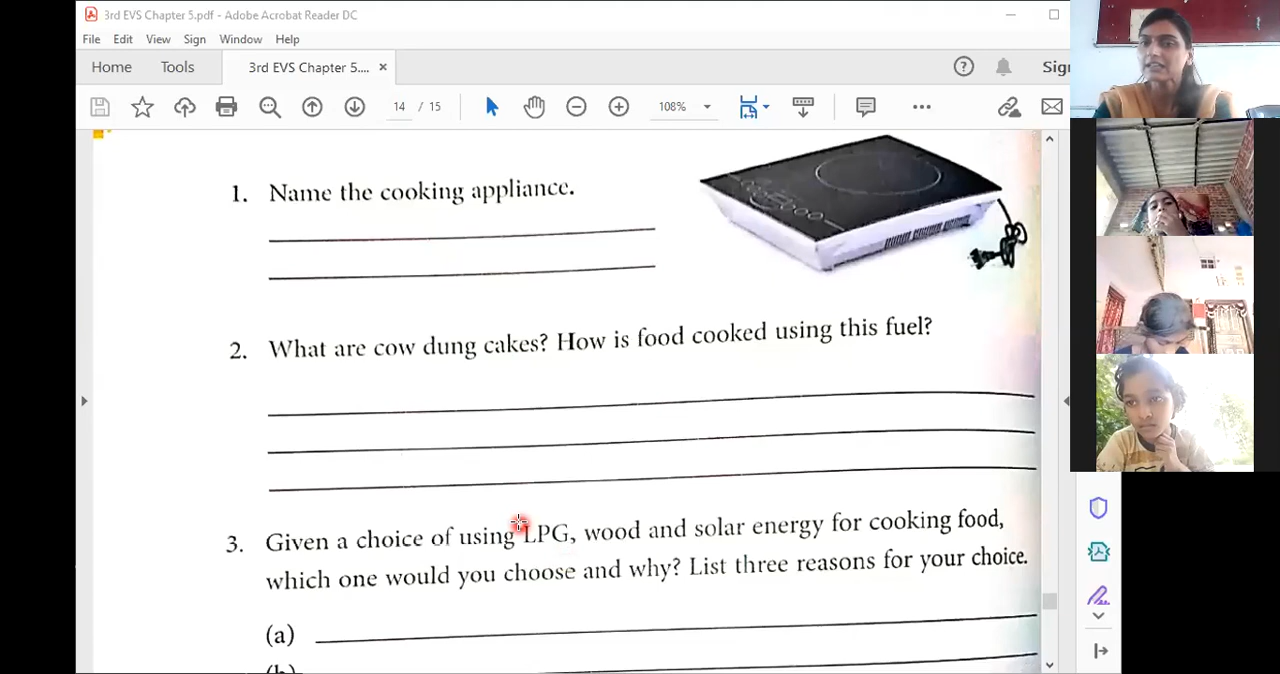 3rd EVS Chapter 5.pdf - Adobe Acrobat Reader DC
File Edit View Sign Window Help
Home Tools 3rd EVS Chapter 5.... × Sig
14 / 15 108%
1. Name the cooking appliance.
2. What are cow dung cakes? How is food cooked using this fuel?
3. Given a choice of using LPG, wood and solar energy for cooking food,
which one would you choose and why? List three reasons for your choice.
(a)